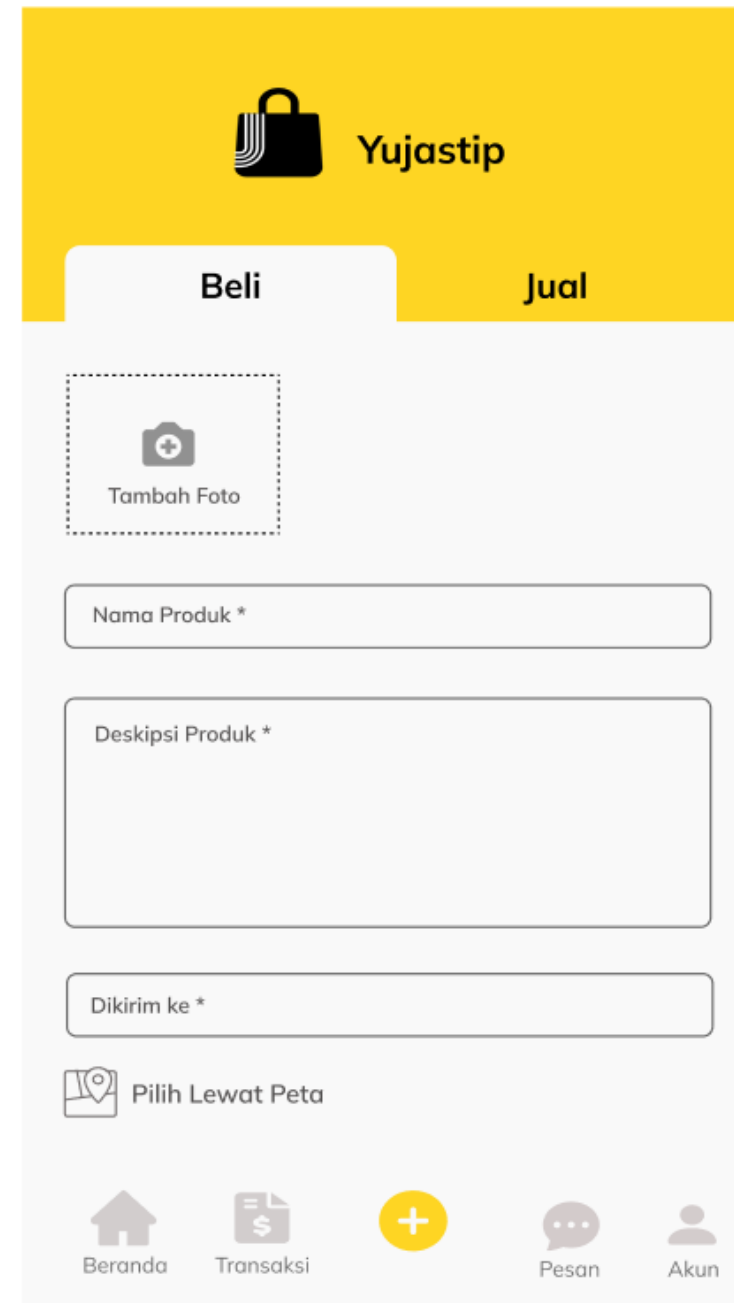 Yujastip
Beli Jual
Tambah Foto
Nama Produk *
Deskipsi Produk *
Dikirim ke *
Pilih Lewat Peta
Beranda Transaksi Pesan Akun